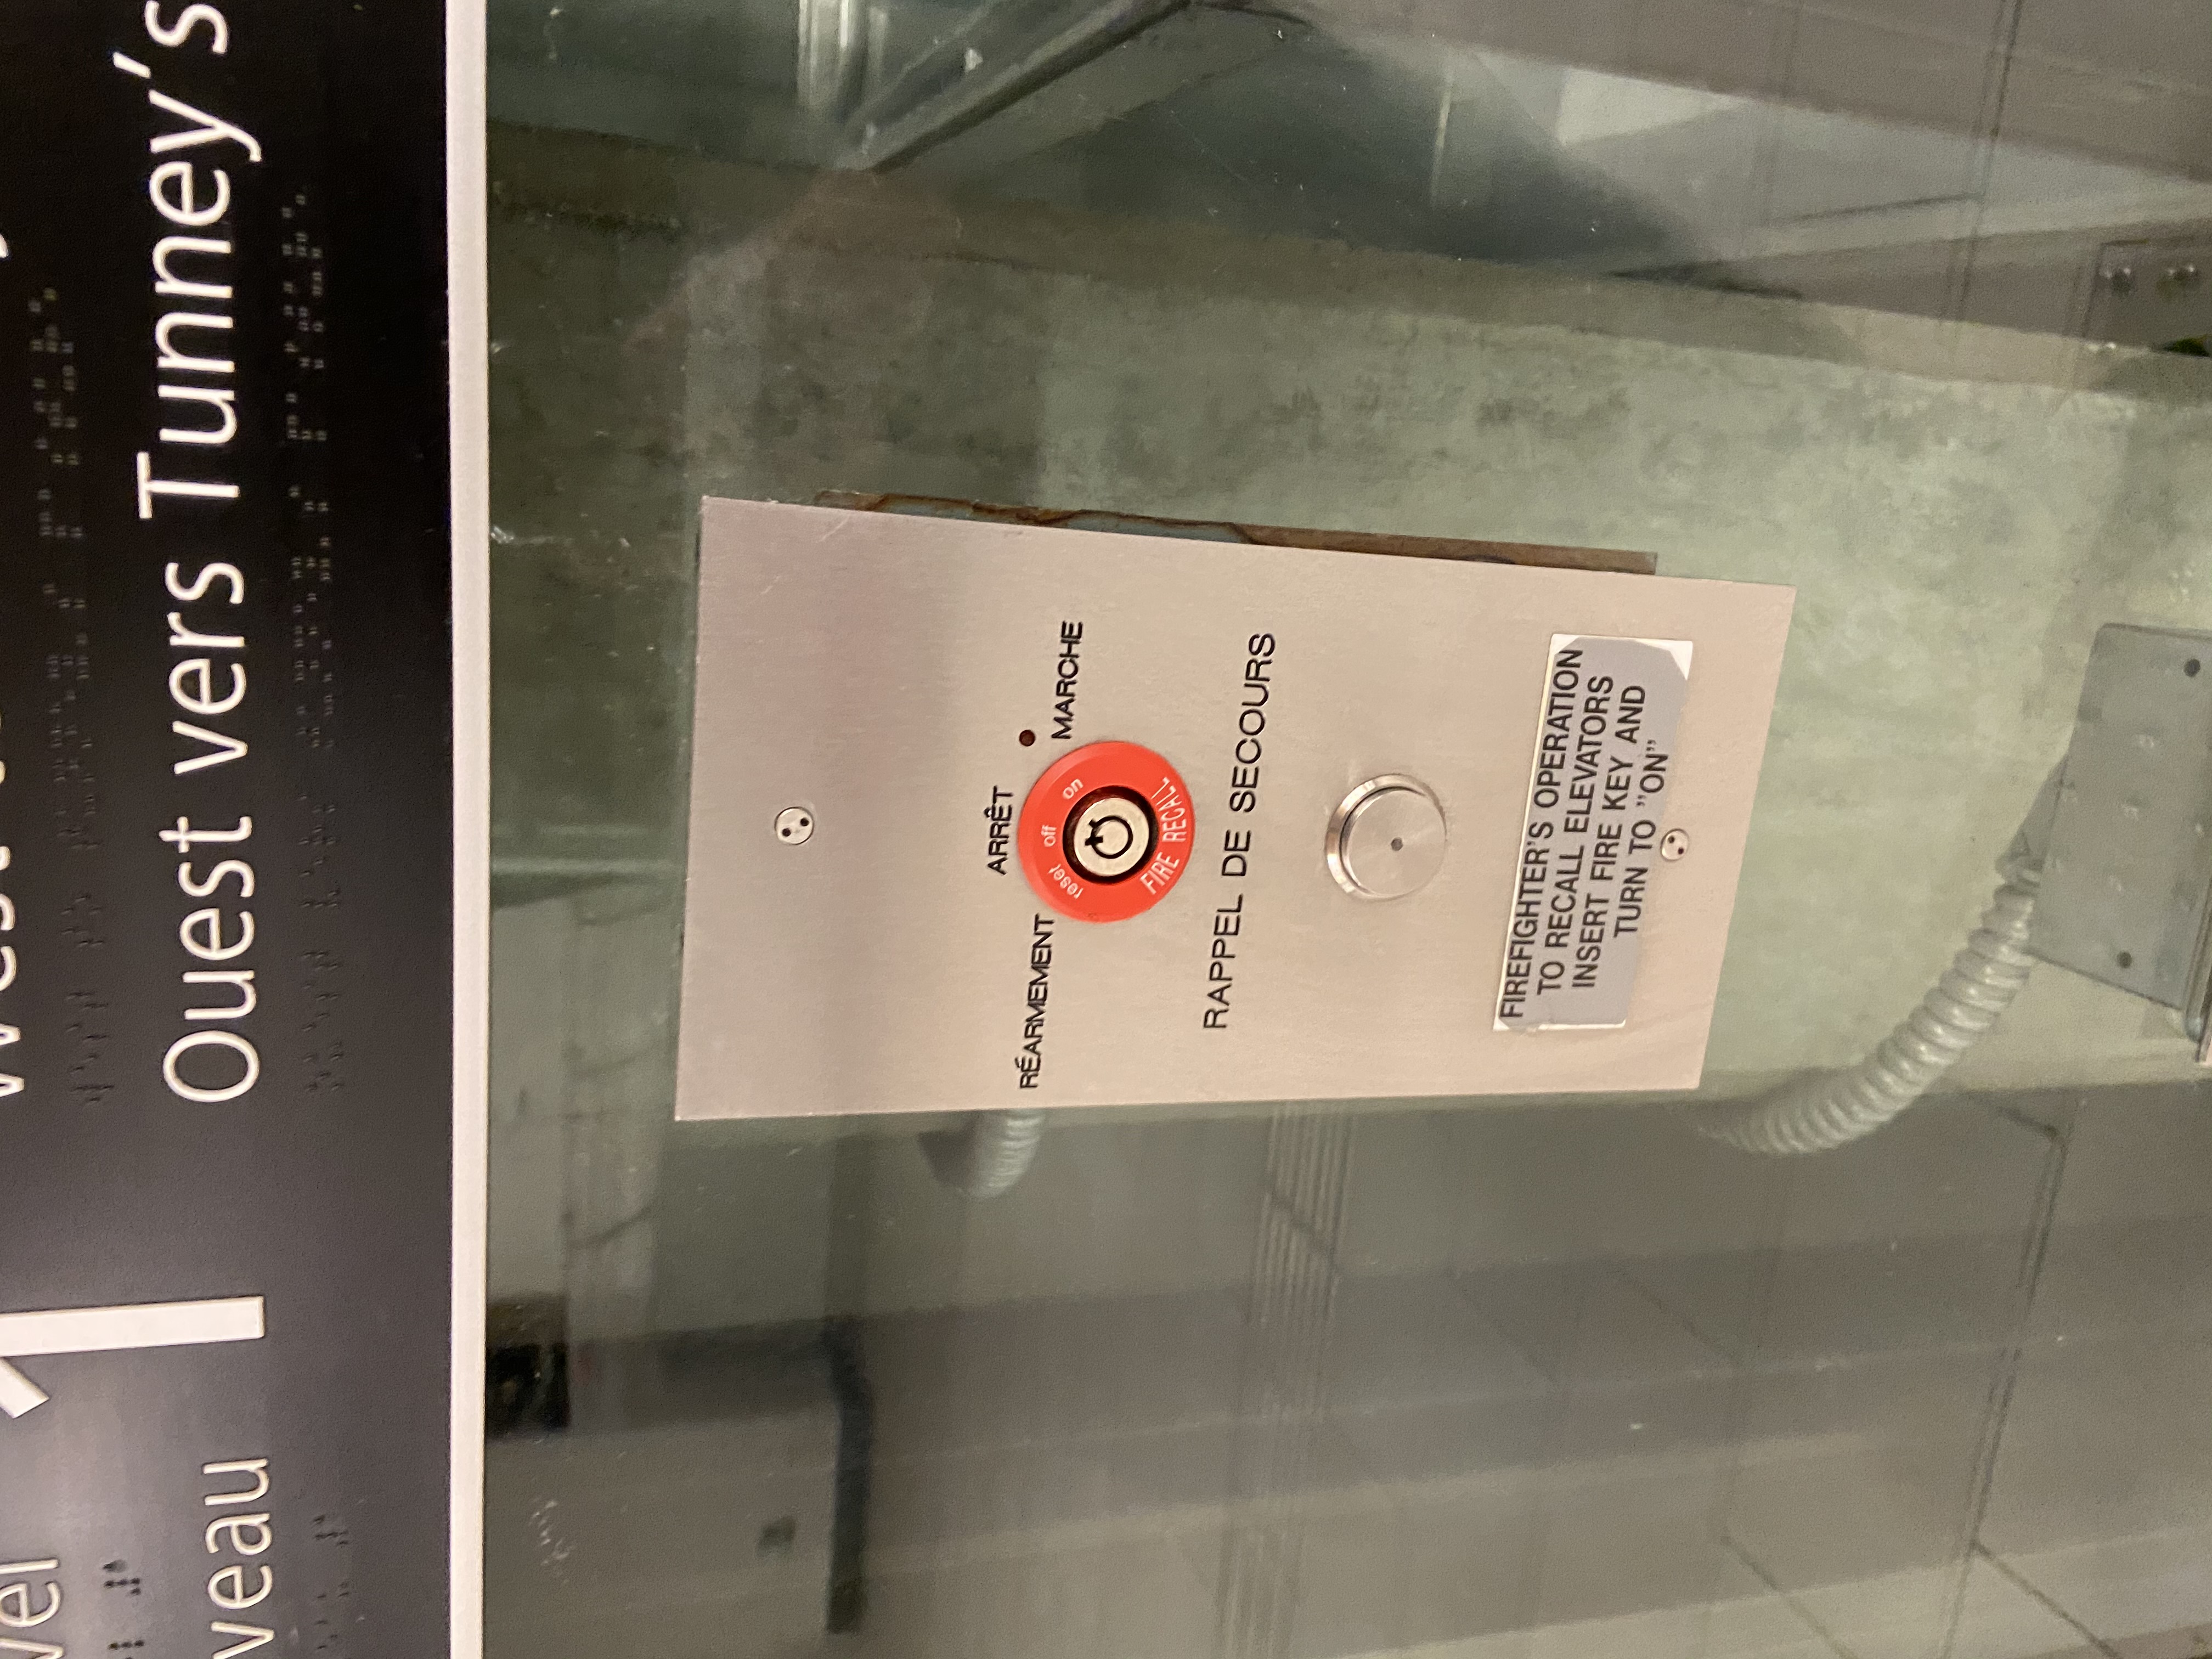 1
Ouest vers Tunney's
veau
ARRÊT
RÉARMEMENT
MARCHE
reset off on
FIRE RECALL
RAPPEL DE SECOURS
FIREFIGHTER'S OPERATION
TO RECALL ELEVATORS
INSERT FIRE KEY AND
TURN TO "ON"